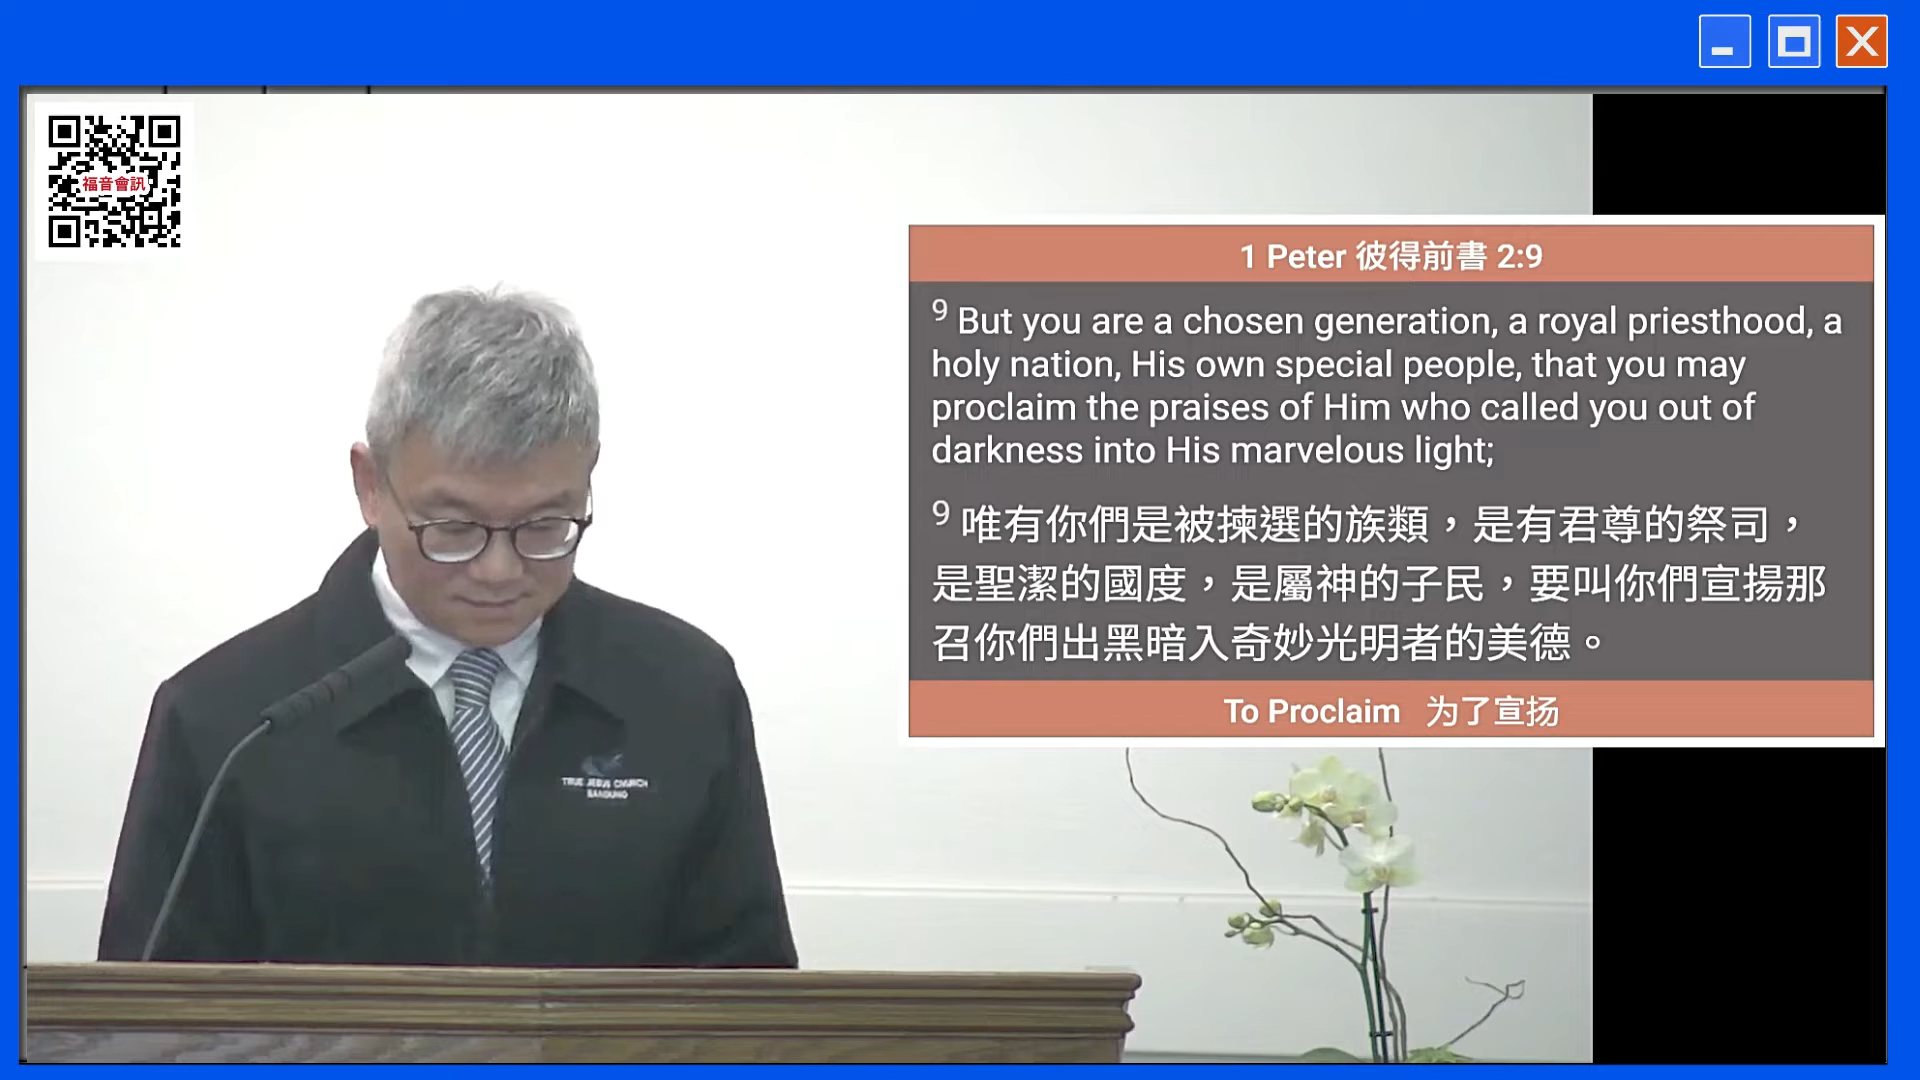 福音會訊
1 Peter 彼得前書 2:9
9 But you are a chosen generation, a royal priesthood, a
holy nation, His own special people, that you may
proclaim the praises of Him who called you out of
darkness into His marvelous light;
9 唯有你們是被揀選的族類，是有君尊的祭司，
是聖潔的國度，是屬神的子民，要叫你們宣揚那
召你們出黑暗入奇妙光明者的美德。
To Proclaim 为了宣扬
TRUE JESUS CHURCH
BANDUNG